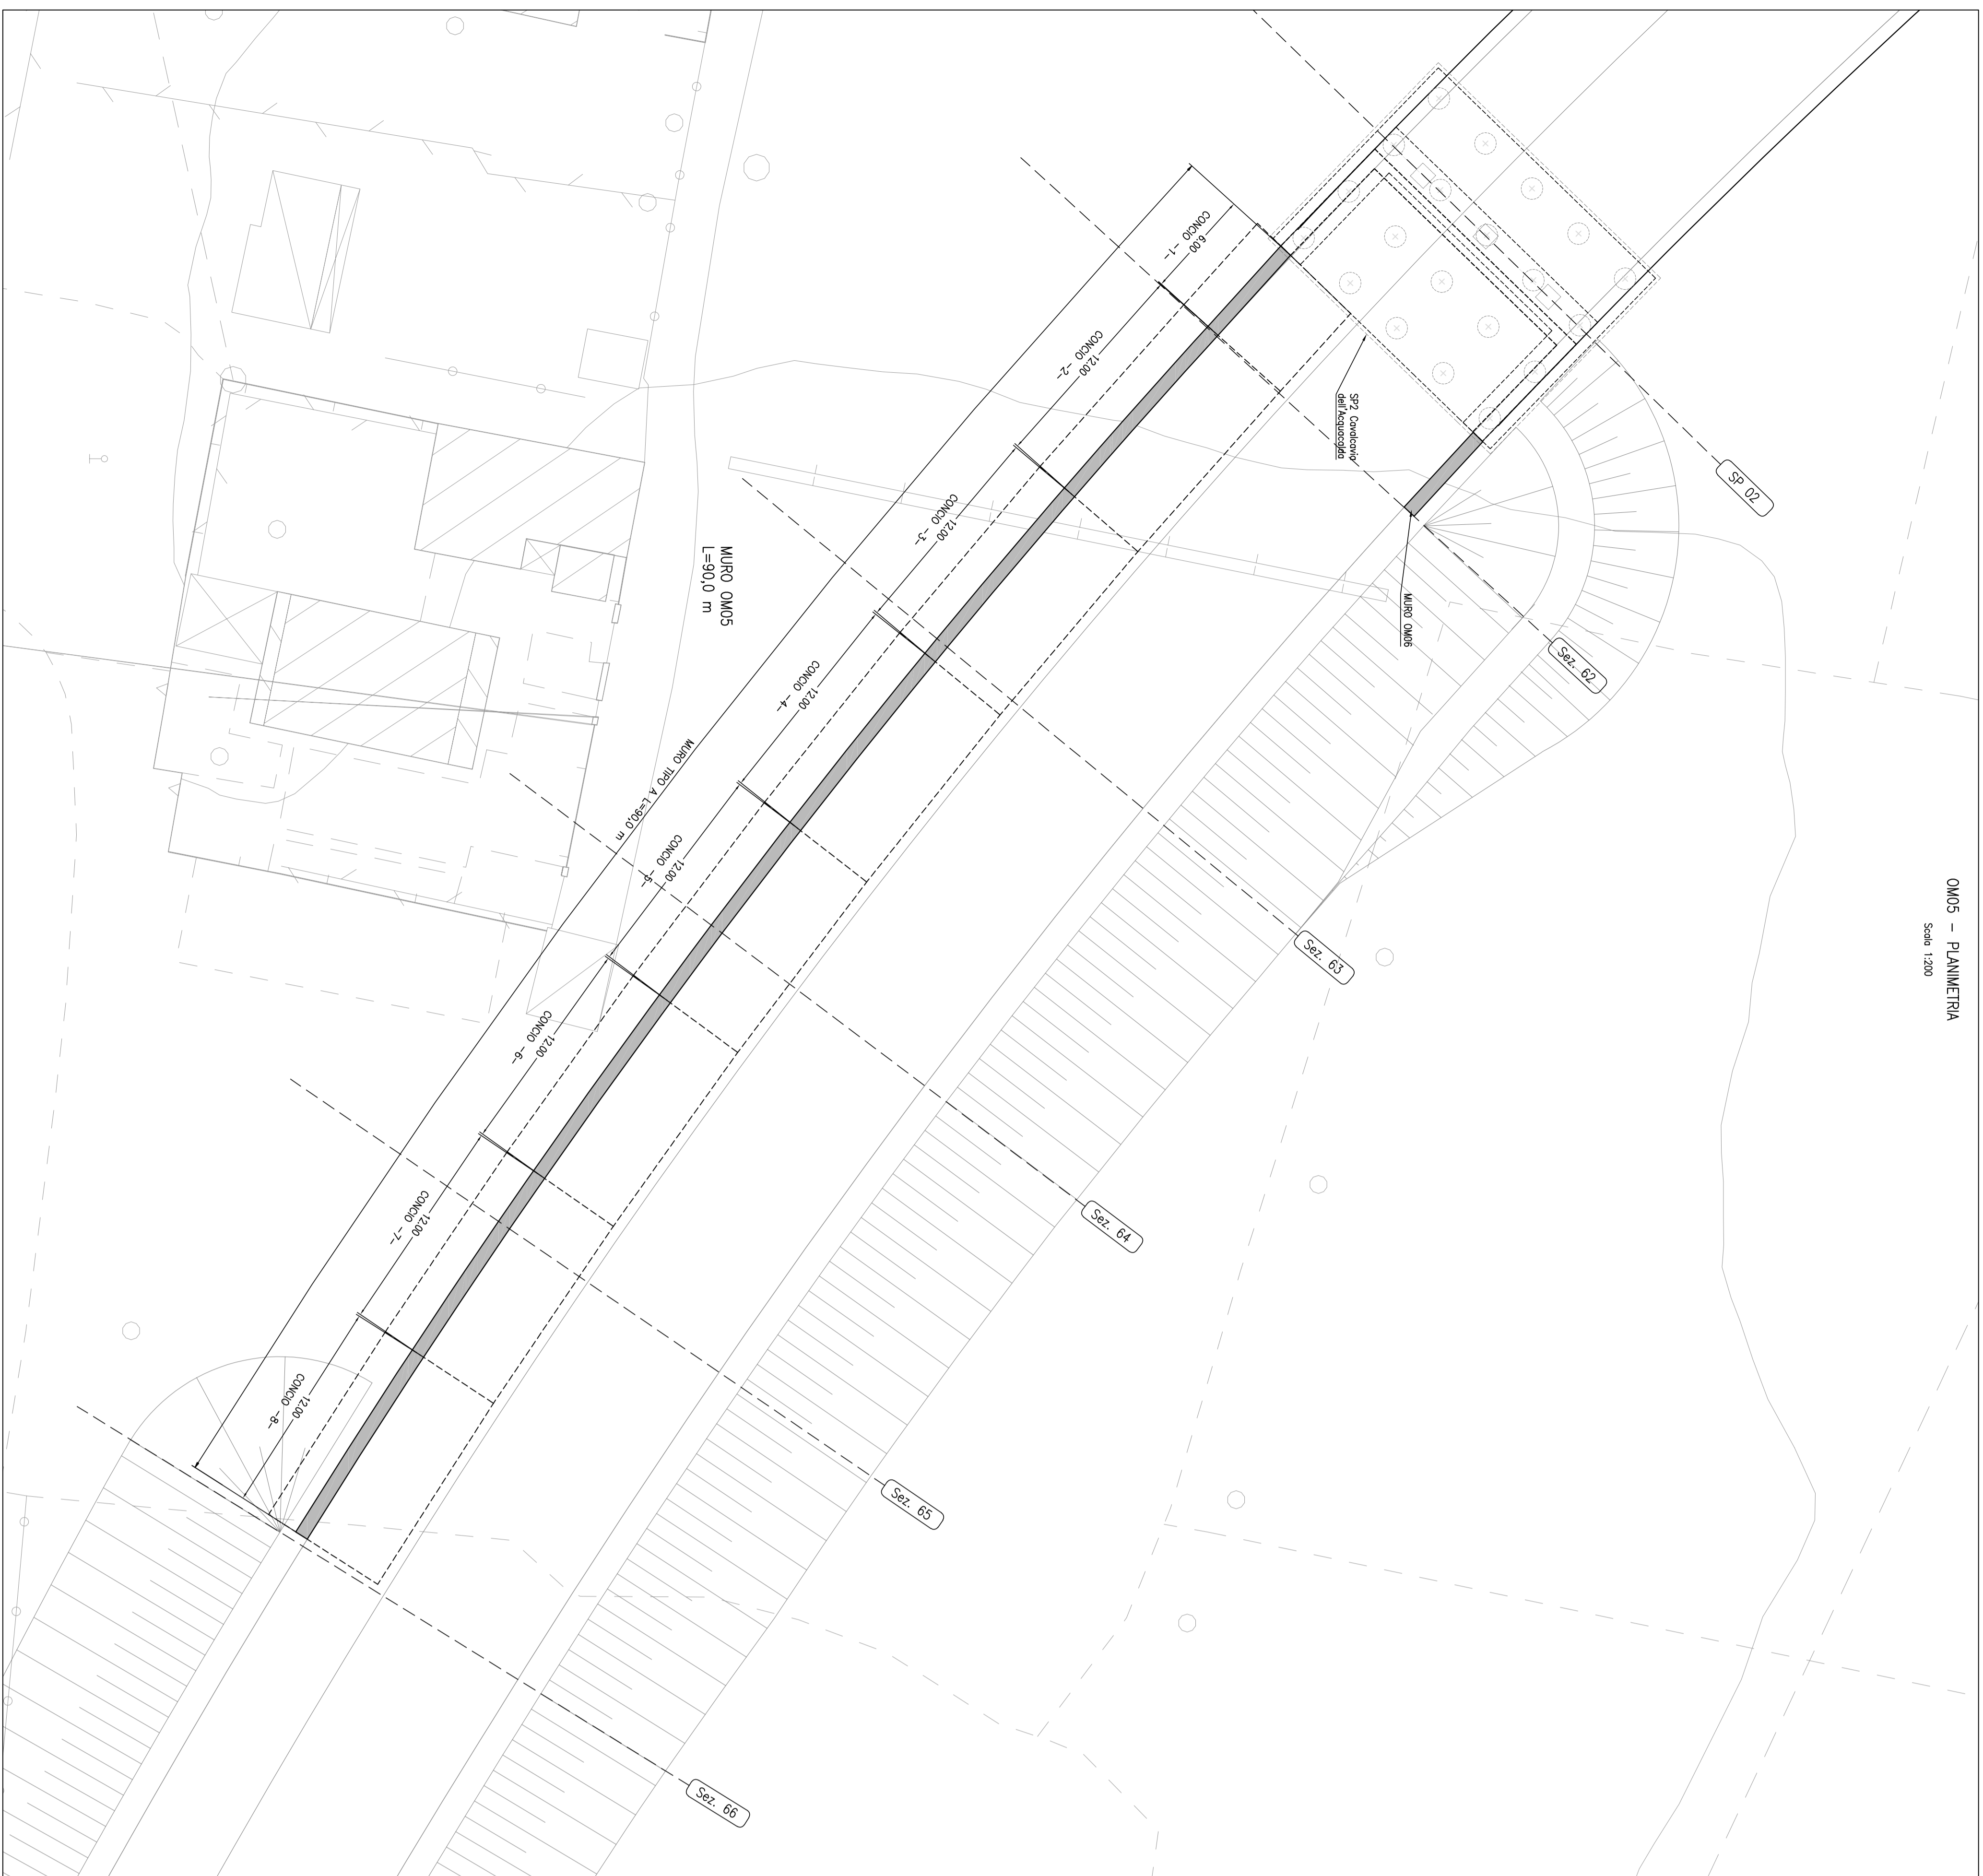 OM05 - PLANIMETRIA
Scala 1:200
SP 02
Sez. 62
Sez. 63
Sez. 64
Sez. 65
Sez. 66
SP2 Cavalcavia
dell'Acquacalda
MURO OM06
MURO OM05
L=90,0 m
MURO TIPO A L=90,0 m
6.00
CONCIO -1-
12.00
CONCIO -2-
12.00
CONCIO -3-
12.00
CONCIO -4-
12.00
CONCIO -5-
12.00
CONCIO -6-
12.00
CONCIO -7-
12.00
CONCIO -8-